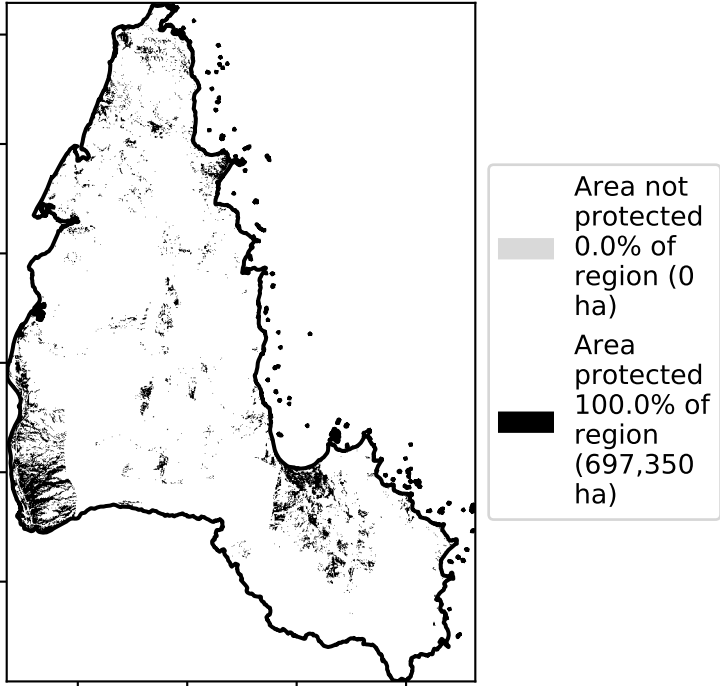 Area not
protected
0.0% of
region (0
ha)
Area
protected
100.0% of
region
(697,350
ha)